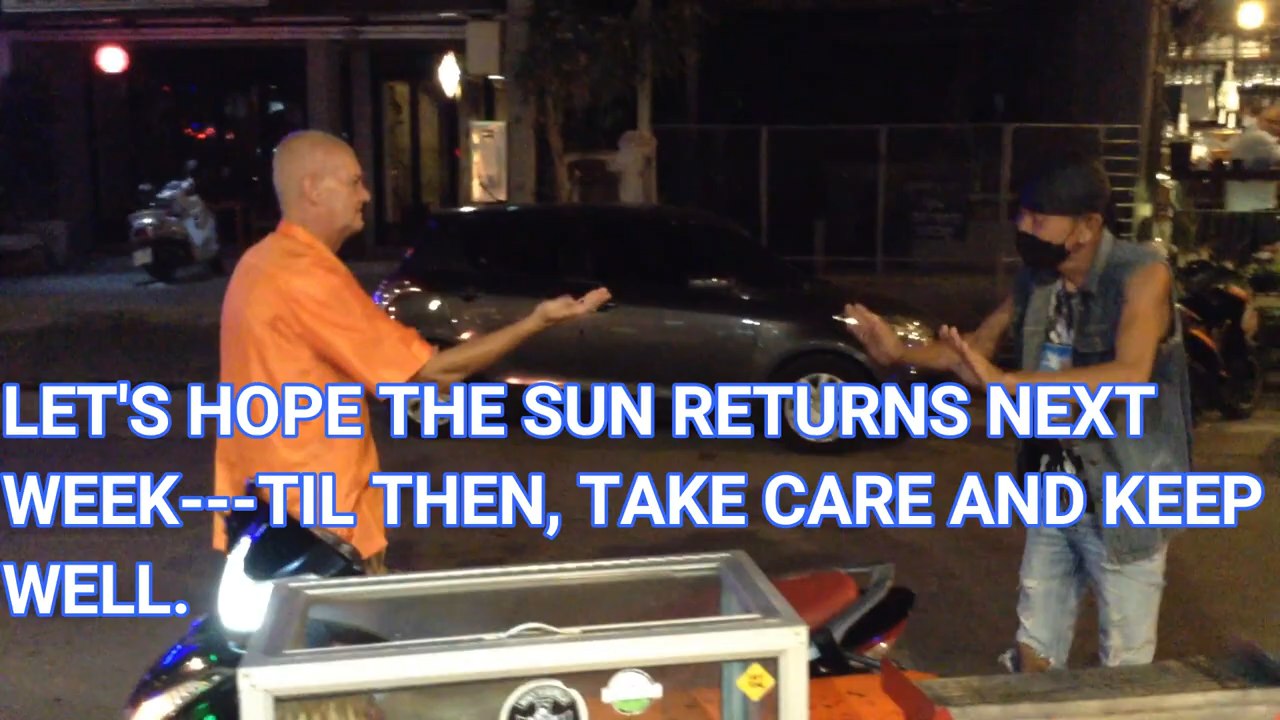 LET'S HOPE THE SUN RETURNS NEXT
WEEK---TIL THEN, TAKE CARE AND KEEP
WELL.